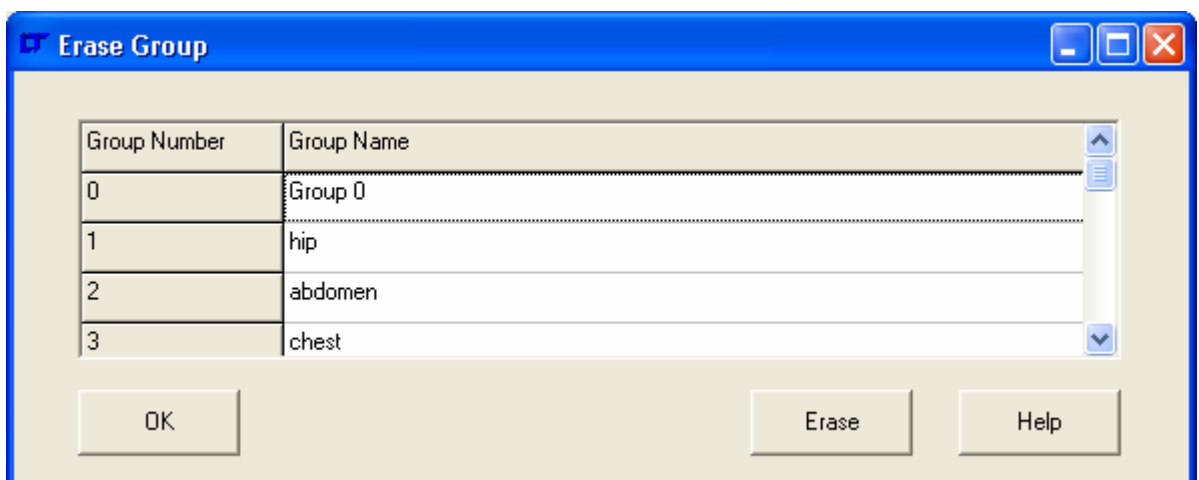 Erase Group
Group Number Group Name
0 Group 0
1 hip
2 abdomen
3 chest
OK Erase Help